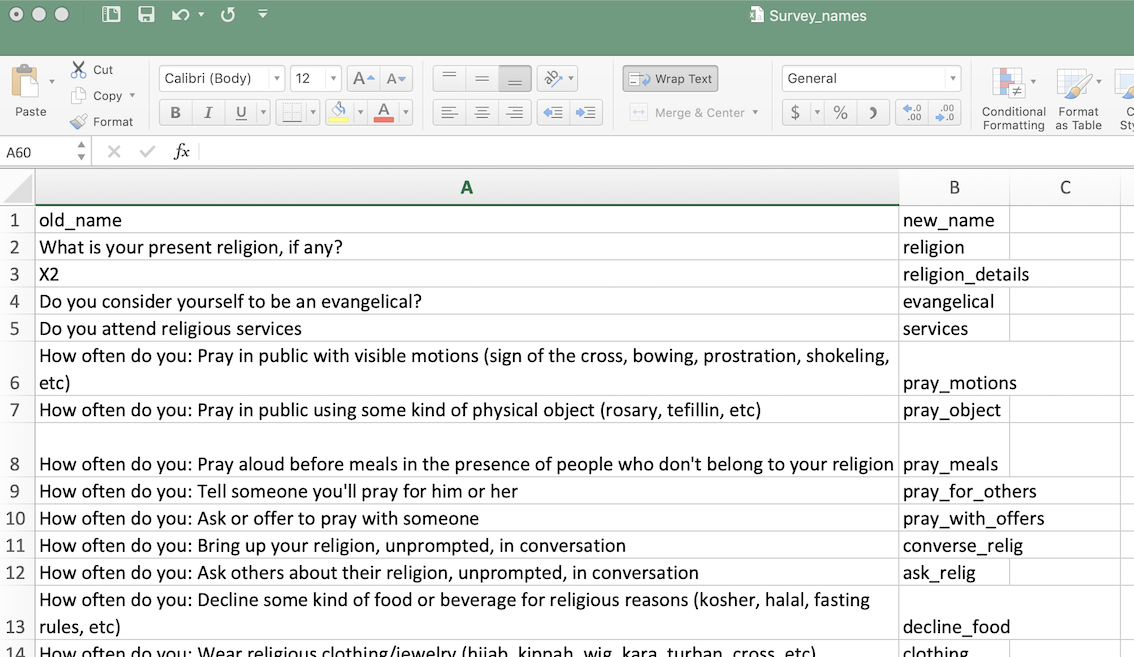 Survey_names
Cut
Calibri (Body) 12 A A
Wrap Text
General
Copy
Paste
Format
B I U A
Merge & Center
$ % .0 .00 .00 .0
Conditional Formatting
Format as Table
A60 fx
A B C
1 old_name new_name
2 What is your present religion, if any? religion
3 X2 religion_details
4 Do you consider yourself to be an evangelical? evangelical
5 Do you attend religious services services
How often do you: Pray in public with visible motions (sign of the cross, bowing, prostration, shokeling,
6 etc) pray_motions
7 How often do you: Pray in public using some kind of physical object (rosary, tefillin, etc) pray_object
8 How often do you: Pray aloud before meals in the presence of people who don't belong to your religion pray_meals
9 How often do you: Tell someone you'll pray for him or her pray_for_others
10 How often do you: Ask or offer to pray with someone pray_with_offers
11 How often do you: Bring up your religion, unprompted, in conversation converse_relig
12 How often do you: Ask others about their religion, unprompted, in conversation ask_relig
How often do you: Decline some kind of food or beverage for religious reasons (kosher, halal, fasting
13 rules, etc) decline_food
14 How often do you: Wear religious clothing/jewelry (hijab, kippah, wig, kara, turban, cross, etc) clothing